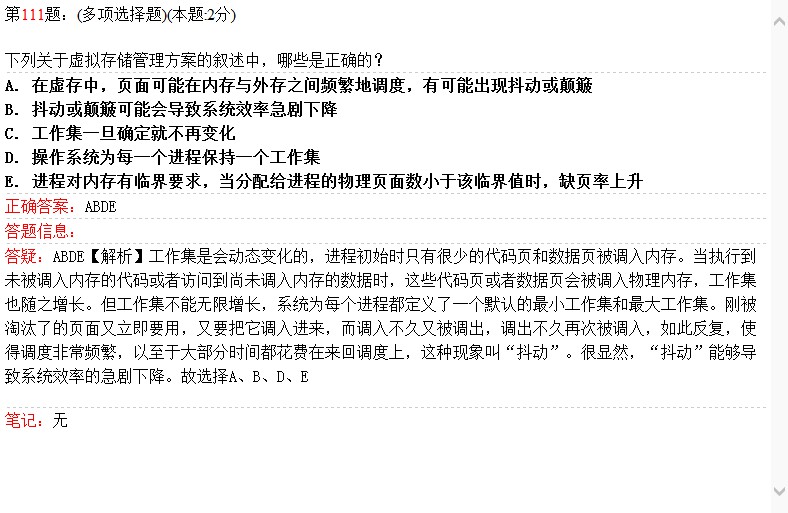 第111题：(多项选择题)(本题:2分)
下列关于虚拟存储管理方案的叙述中，哪些是正确的？
A. 在虚存中，页面可能在内存与外存之间频繁地调度，有可能出现抖动或颠簸
B. 抖动或颠簸可能会导致系统效率急剧下降
C. 工作集一旦确定就不再变化
D. 操作系统为每一个进程保持一个工作集
E. 进程对内存有临界要求，当分配给进程的物理页面数小于该临界值时，缺页率上升
正确答案：ABDE
答题信息：
答疑：ABDE【解析】工作集是会动态变化的，进程初始时只有很少的代码页和数据页被调入内存。当执行到
未被调入内存的代码或者访问到尚未调入内存的数据时，这些代码页或者数据页会被调入物理内存，工作集
也随之增长。但工作集不能无限增长，系统为每个进程都定义了一个默认的最小工作集和最大工作集。刚被
淘汰了的页面又立即要用，又要把它调入进来，而调入不久又被调出，调出不久再次被调入，如此反复，使
得调度非常频繁，以至于大部分时间都花费在来回调度上，这种现象叫“抖动”。很显然，“抖动”能够导
致系统效率的急剧下降。故选择A、B、D、E
笔记：无